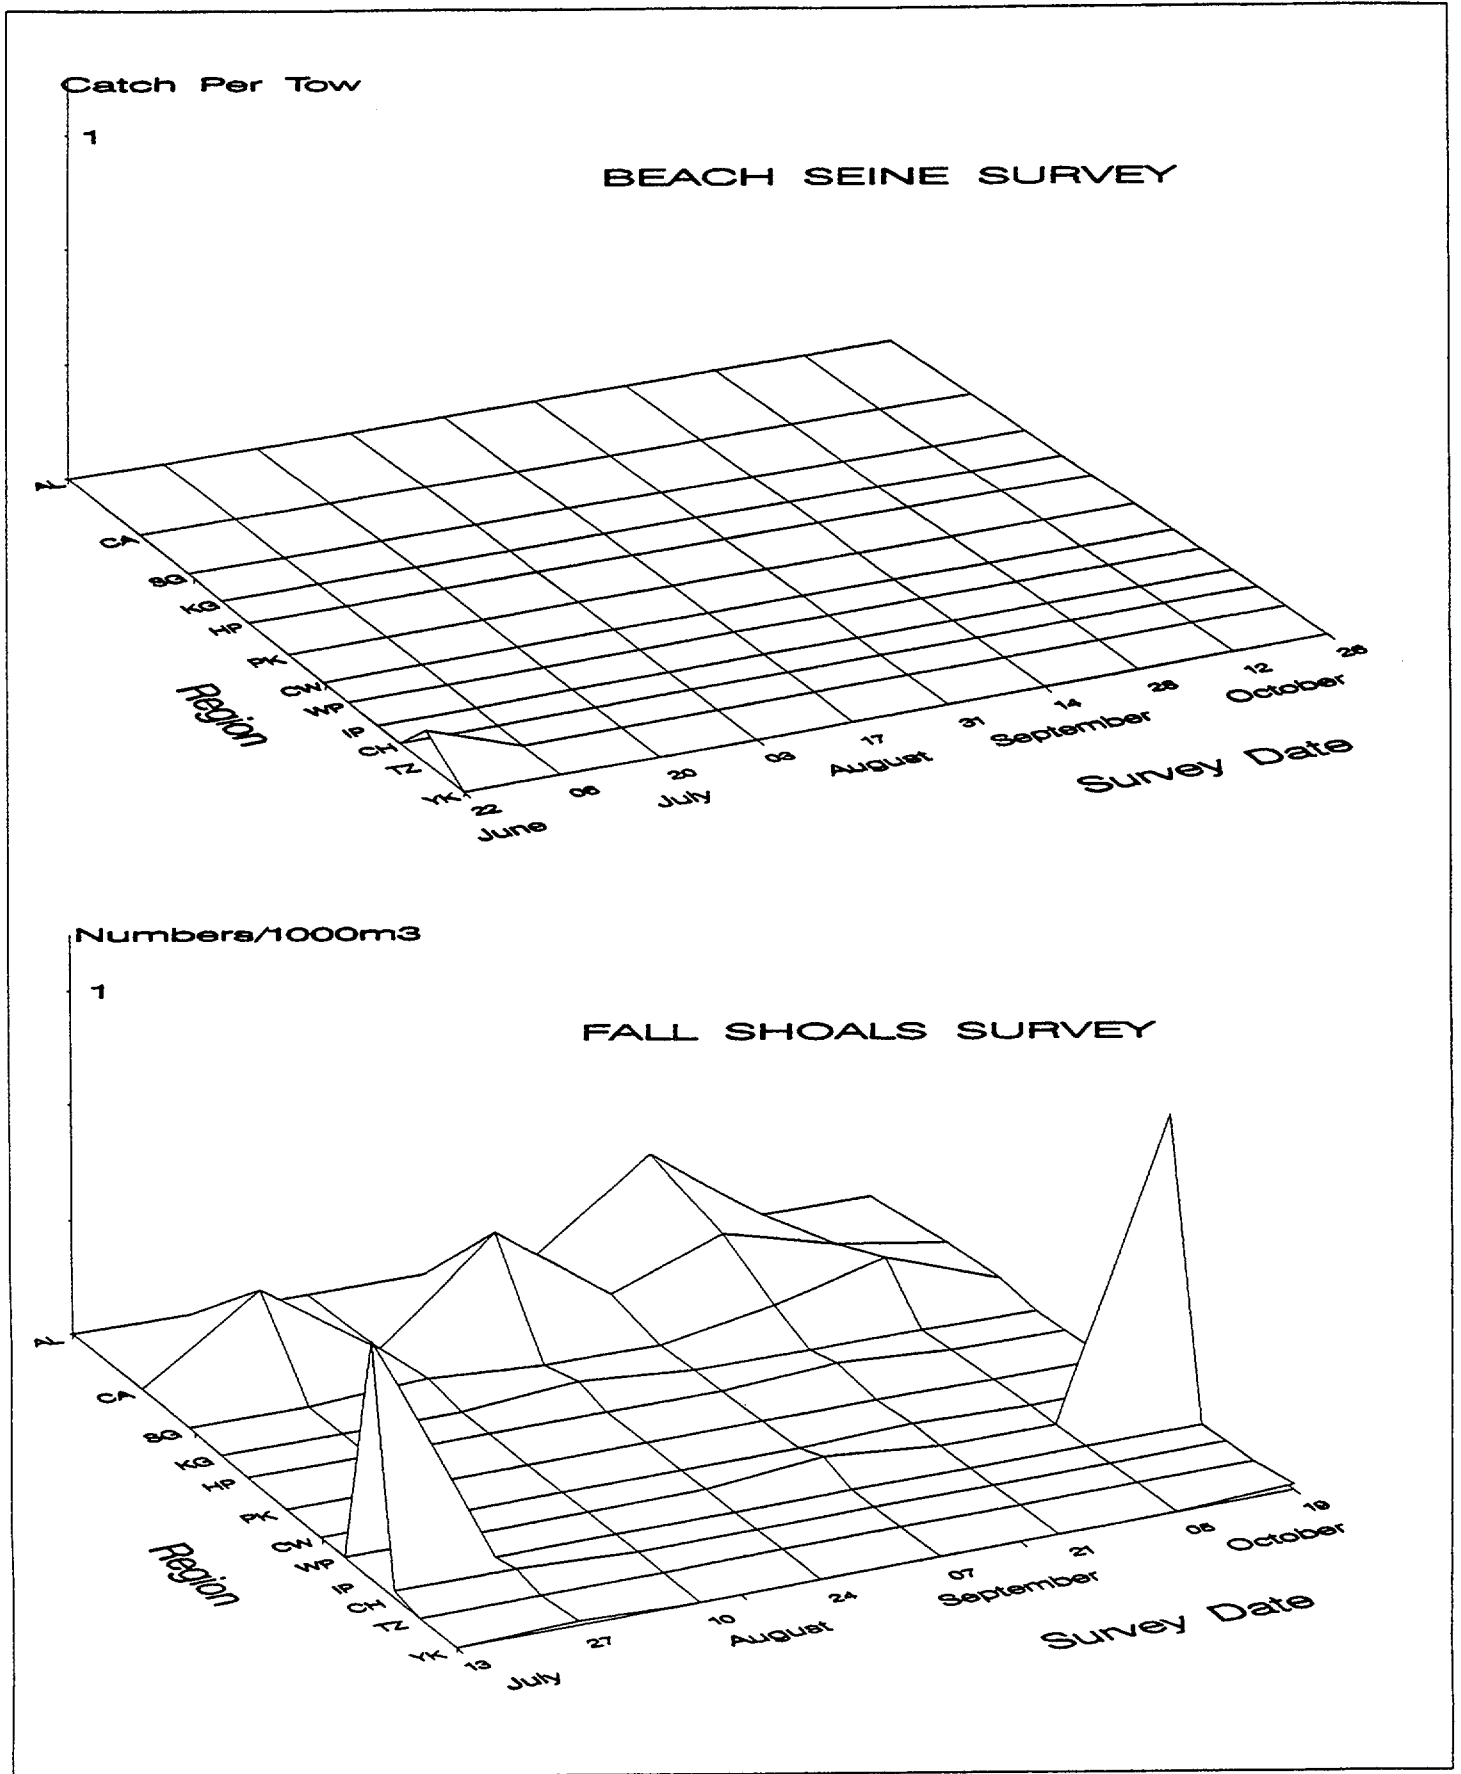 Catch Per Tow
1
BEACH SEINE SURVEY
AL
CA
SG
KG
HP
PK
CW
WP
IP
CH
TZ
YK
Region
22
06
20
03
17
31
14
28
12
26
June
July
August
September
October
Survey Date
Numbers/1000m3
1
FALL SHOALS SURVEY
AL
CA
SG
KG
HP
PK
CW
WP
IP
CH
TZ
YK
Region
13
27
10
24
07
21
05
19
July
August
September
October
Survey Date